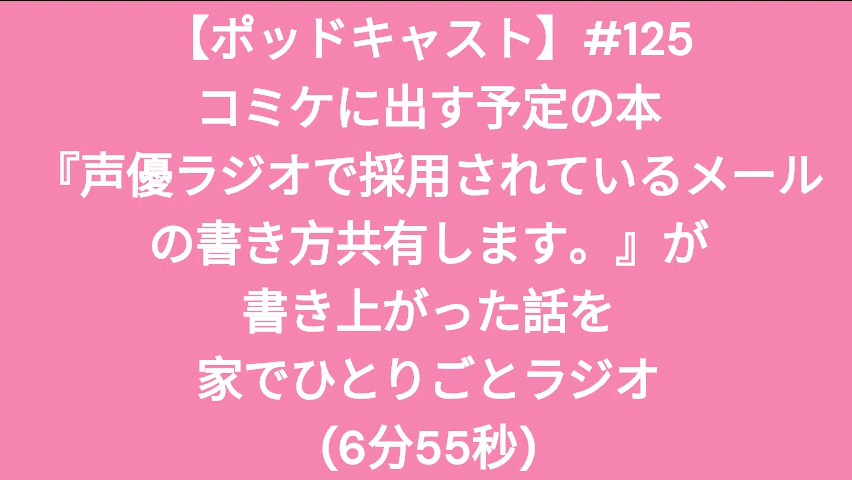 【ポッドキャスト】#125
コミケに出す予定の本
『声優ラジオで採用されているメール
の書き方共有します。』が
書き上がった話を
家でひとりごとラジオ
(6分55秒)